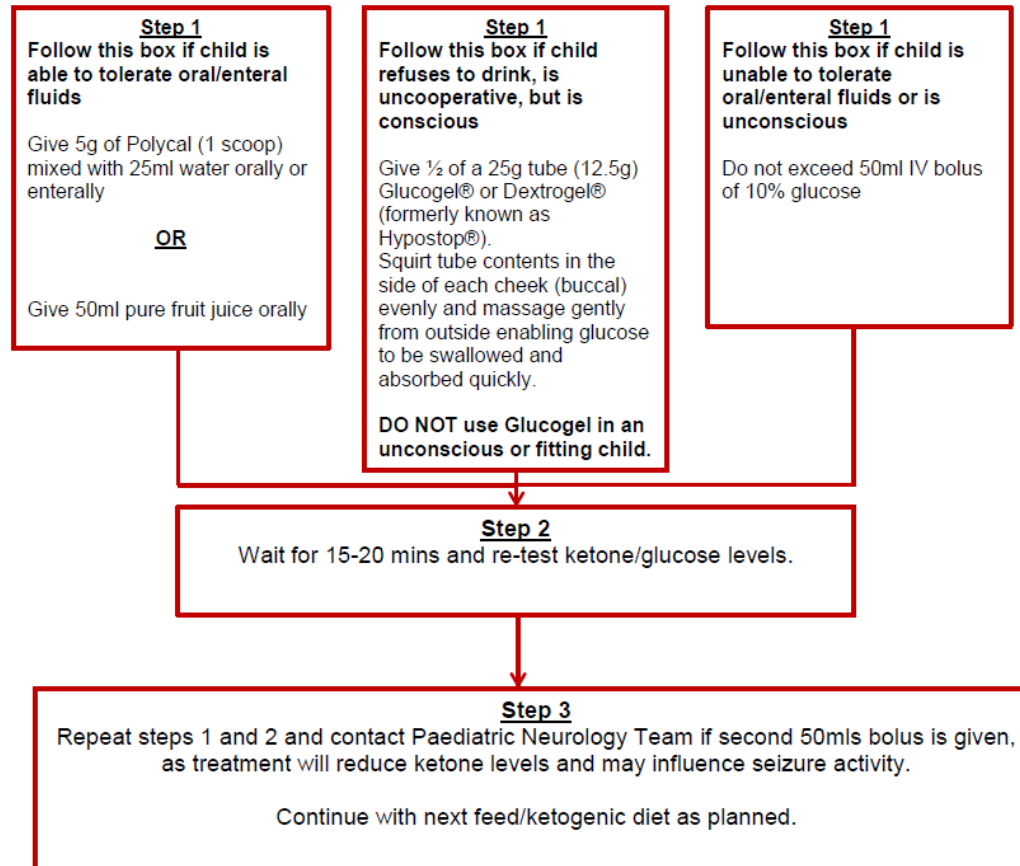 Step 1
Follow this box if child is
able to tolerate oral/enteral
fluids
Give 5g of Polycal (1 scoop)
mixed with 25ml water orally or
enterally
OR
Give 50ml pure fruit juice orally
Step 1
Follow this box if child
refuses to drink, is
uncooperative, but is
conscious
Give ½ of a 25g tube (12.5g)
Glucogel® or Dextrogel®
(formerly known as
Hypostop®).
Squirt tube contents in the
side of each cheek (buccal)
evenly and massage gently
from outside enabling glucose
to be swallowed and
absorbed quickly.
DO NOT use Glucogel in an
unconscious or fitting child.
Step 1
Follow this box if child is
unable to tolerate
oral/enteral fluids or is
unconscious
Do not exceed 50ml IV bolus
of 10% glucose
Step 2
Wait for 15-20 mins and re-test ketone/glucose levels.
Step 3
Repeat steps 1 and 2 and contact Paediatric Neurology Team if second 50mls bolus is given,
as treatment will reduce ketone levels and may influence seizure activity.
Continue with next feed/ketogenic diet as planned.